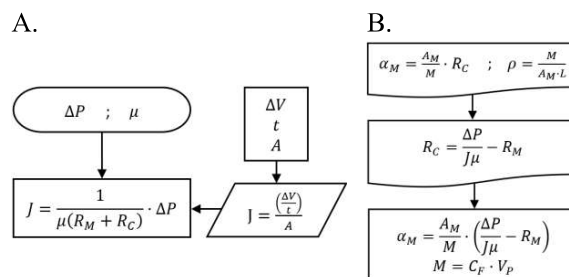 A.
ΔP ; μ
ΔV
t
A
J = 1/(μ(R_M + R_C)) · ΔP
J = (ΔV/t)/A
B.
α_M = A_M/M · R_C ; ρ = M/(A_M·L)
R_C = ΔP/(Jμ) − R_M
α_M = A_M/M · (ΔP/(Jμ) − R_M)
M = C_F · V_P